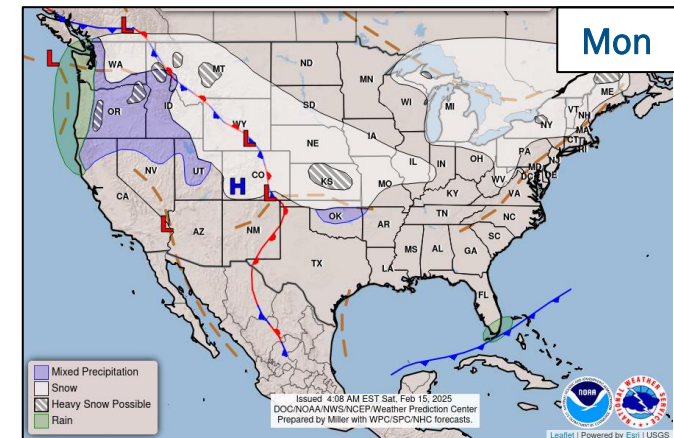 Mon
L
L
WA
MT
ND
MN
ME
OR
ID
SD
WI
MI
VT
NH
WY
NY
MA
CT
RI
L
IA
NE
PA
NJ
IL
IN
OH
MD
DE
DC
NV
UT
CO
KS
MO
WV
VA
H
L
KY
CA
OK
NC
L
AZ
NM
AR
TN
SC
TX
MS
AL
GA
LA
FL
Mixed Precipitation
Snow
Heavy Snow Possible
Rain
Issued 4:08 AM EST Sat, Feb 15, 2025
DOC/NOAA/NWS/NCEP/Weather Prediction Center
Prepared by Miller with WPC/SPC/NHC forecasts.
NOAA
NATIONAL WEATHER SERVICE
Leaflet | Powered by Esri | USGS